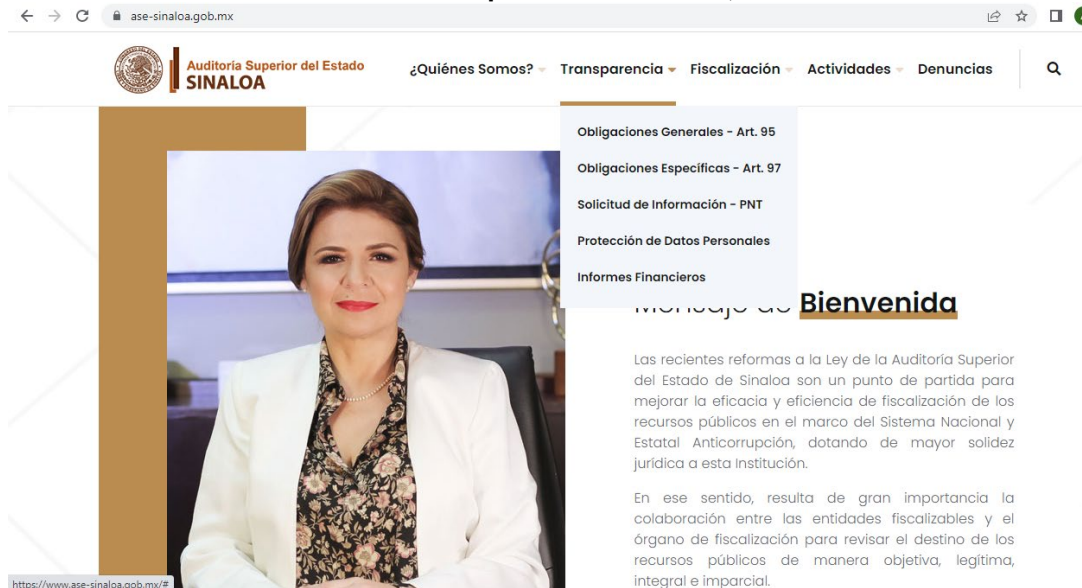 ase-sinaloa.gob.mx
Auditoría Superior del Estado
SINALOA
¿Quiénes Somos? Transparencia Fiscalización Actividades Denuncias
Obligaciones Generales - Art. 95
Obligaciones Específicas - Art. 97
Solicitud de Información - PNT
Protección de Datos Personales
Informes Financieros
Bienvenida
Las recientes reformas a la Ley de la Auditoría Superior
del Estado de Sinaloa son un punto de partida para
mejorar la eficacia y eficiencia de fiscalización de los
recursos públicos en el marco del Sistema Nacional y
Estatal Anticorrupción, dotando de mayor solidez
jurídica a esta Institución.
En ese sentido, resulta de gran importancia la
colaboración entre las entidades fiscalizables y el
órgano de fiscalización para revisar el destino de los
recursos públicos de manera objetiva, legítima,
integral e imparcial.
https://www.ase-sinaloa.gob.mx/#